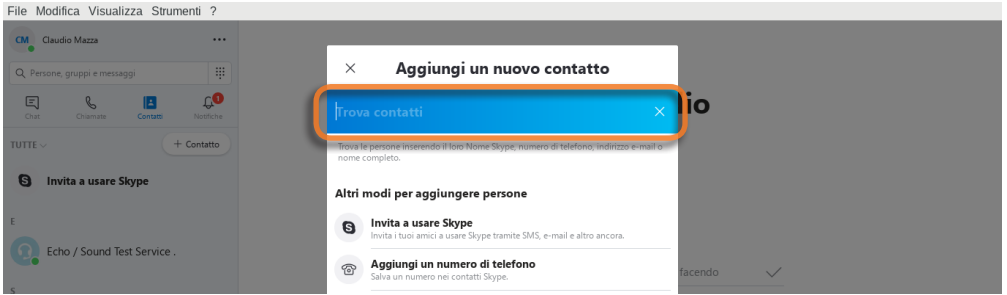 File Modifica Visualizza Strumenti ?
CM Claudio Mazza
Persone, gruppi e messaggi
Chat Chiamate Contatti Notifiche
1
TUTTE
+ Contatto
Invita a usare Skype
E
Echo / Sound Test Service .
S
Aggiungi un nuovo contatto
Trova contatti
Trova le persone inserendo il loro Nome Skype, numero di telefono, indirizzo e-mail o
nome completo.
Altri modi per aggiungere persone
Invita a usare Skype
Invita i tuoi amici a usare Skype tramite SMS, e-mail e altro ancora.
Aggiungi un numero di telefono
Salva un numero nei contatti Skype.
io
facendo